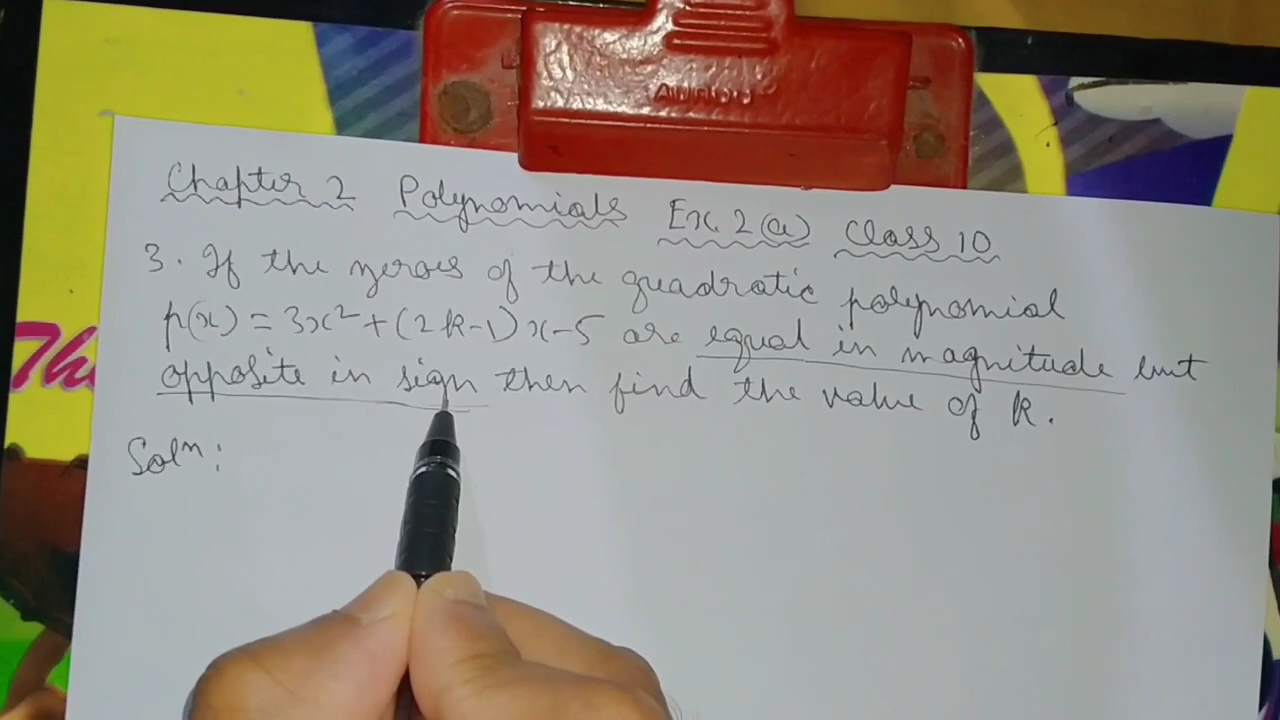 Chapter 2 Polynomials Ex. 2(a) Class 10
3. If the zeroes of the quadratic polynomial
p(x) = 3x² + (2k-1)x-5 are equal in magnitude but
opposite in sign then find the value of k.
Solⁿ: